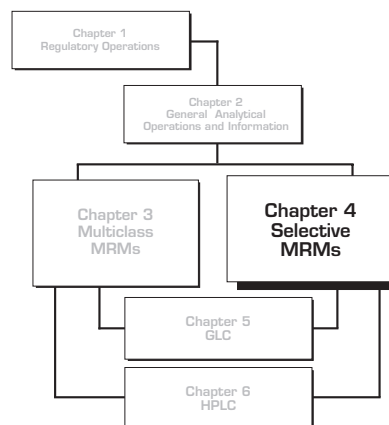 Chapter 1
Regulatory Operations
Chapter 2
General Analytical
Operations and Information
Chapter 3
Multiclass
MRMs
Chapter 4
Selective
MRMs
Chapter 5
GLC
Chapter 6
HPLC